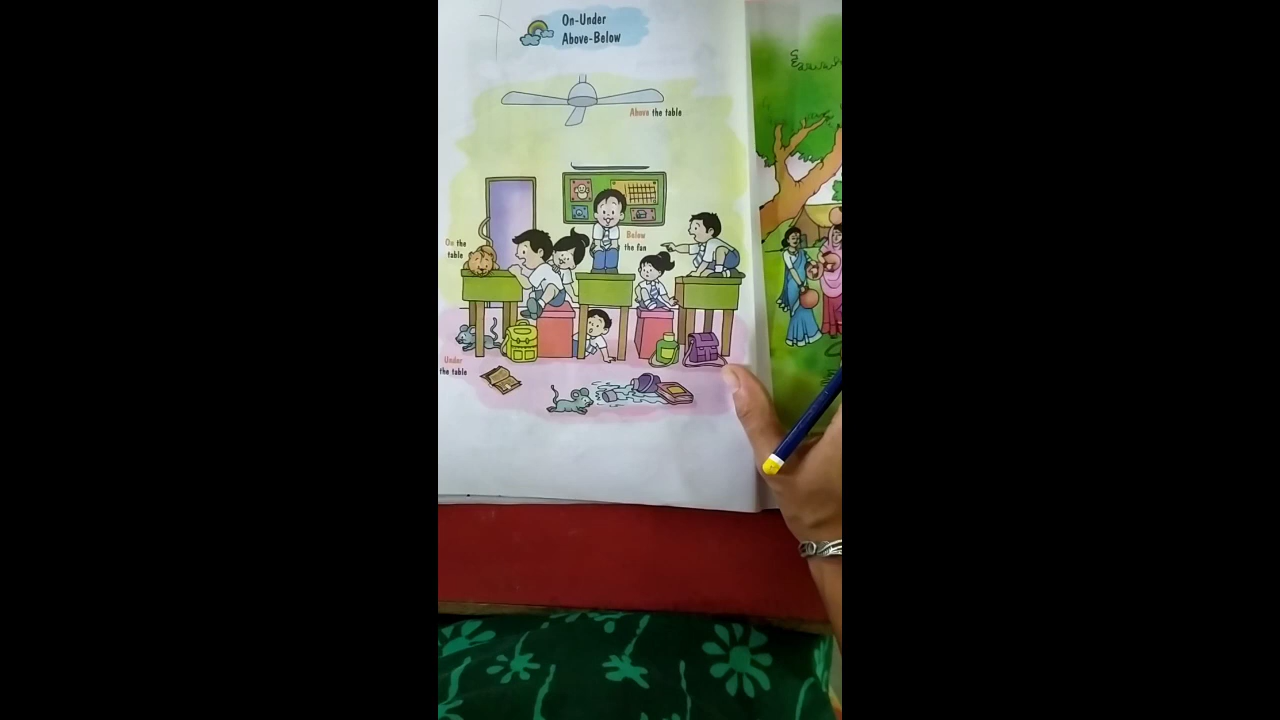 On-Under
Above-Below
Above the table
Below
the fan
On the
table
Under
the table